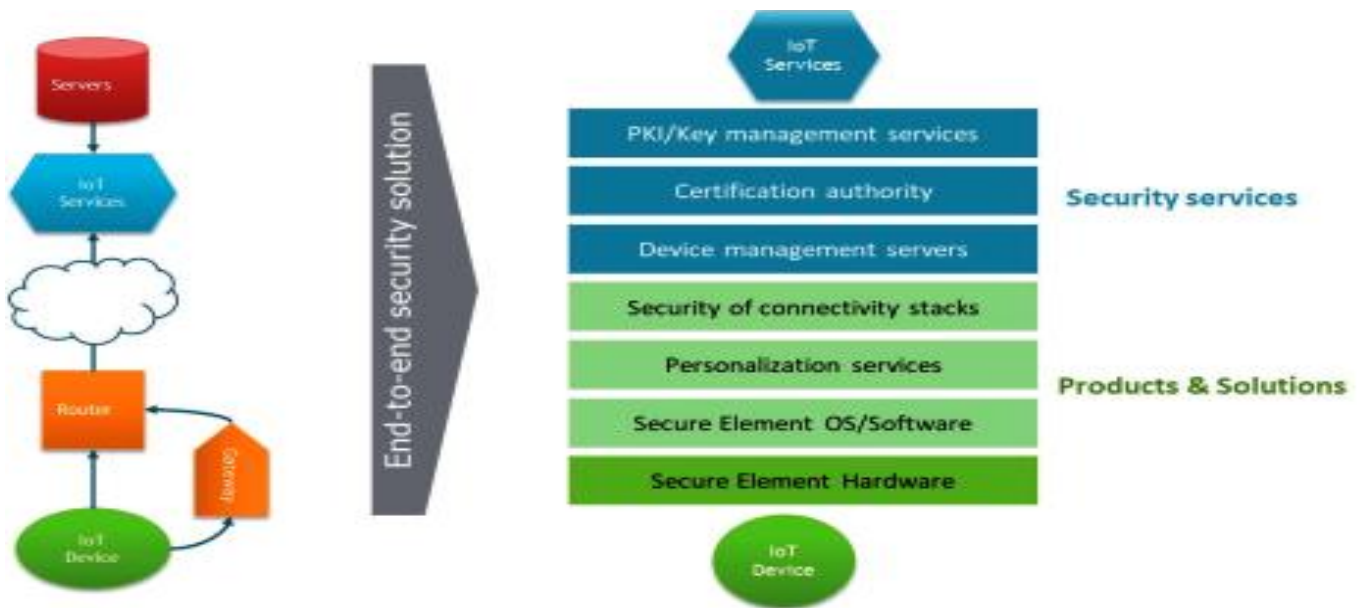 Servers
IoT
Services
Router
Gateway
IoT
Device
End-to-end security solution
IoT
Services
PKI/Key management services
Certification authority
Device management servers
Security of connectivity stacks
Personalization services
Secure Element OS/Software
Secure Element Hardware
IoT
Device
Security services
Products & Solutions